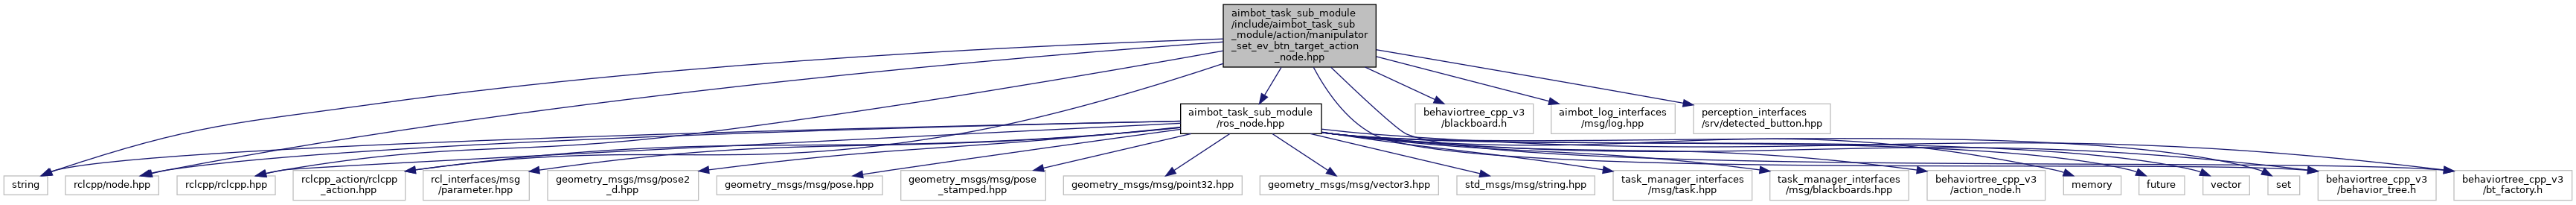 aimbot_task_sub_module
/include/aimbot_task_sub
_module/action/manipulator
_set_ev_btn_target_action
_node.hpp
aimbot_task_sub_module
/ros_node.hpp
behaviortree_cpp_v3
/blackboard.h
aimbot_log_interfaces
/msg/log.hpp
perception_interfaces
/srv/detected_button.hpp
string
rclcpp/node.hpp
rclcpp/rclcpp.hpp
rclcpp_action/rclcpp
_action.hpp
rcl_interfaces/msg
/parameter.hpp
geometry_msgs/msg/pose2
_d.hpp
geometry_msgs/msg/pose.hpp
geometry_msgs/msg/pose
_stamped.hpp
geometry_msgs/msg/point32.hpp
geometry_msgs/msg/vector3.hpp
std_msgs/msg/string.hpp
task_manager_interfaces
/msg/task.hpp
task_manager_interfaces
/msg/blackboards.hpp
behaviortree_cpp_v3
/action_node.h
memory
future
vector
set
behaviortree_cpp_v3
/behavior_tree.h
behaviortree_cpp_v3
/bt_factory.h